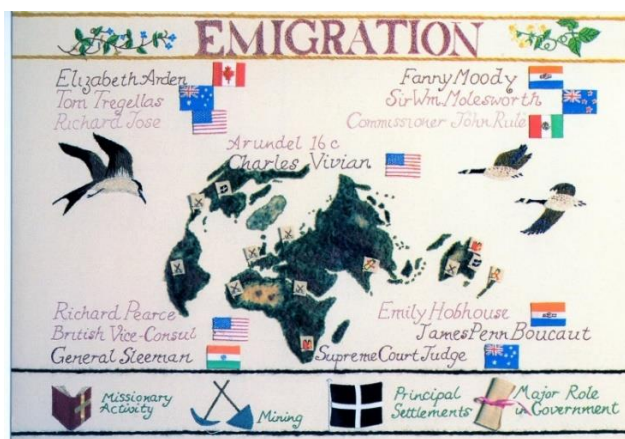 EMIGRATION
Elizabeth Arden
Tom Tregellas
Richard Jose
Fanny Moody
Sir Wm. Molesworth
Commissioner John Rule
Arundel 16c
Charles Vivian
Richard Pearce
British Vice-Consul
General Sleeman
Emily Hobhouse
James Penn Boucaut
Supreme Court Judge
Missionary
Activity
Mining
Principal
Settlements
Major Role
in Government